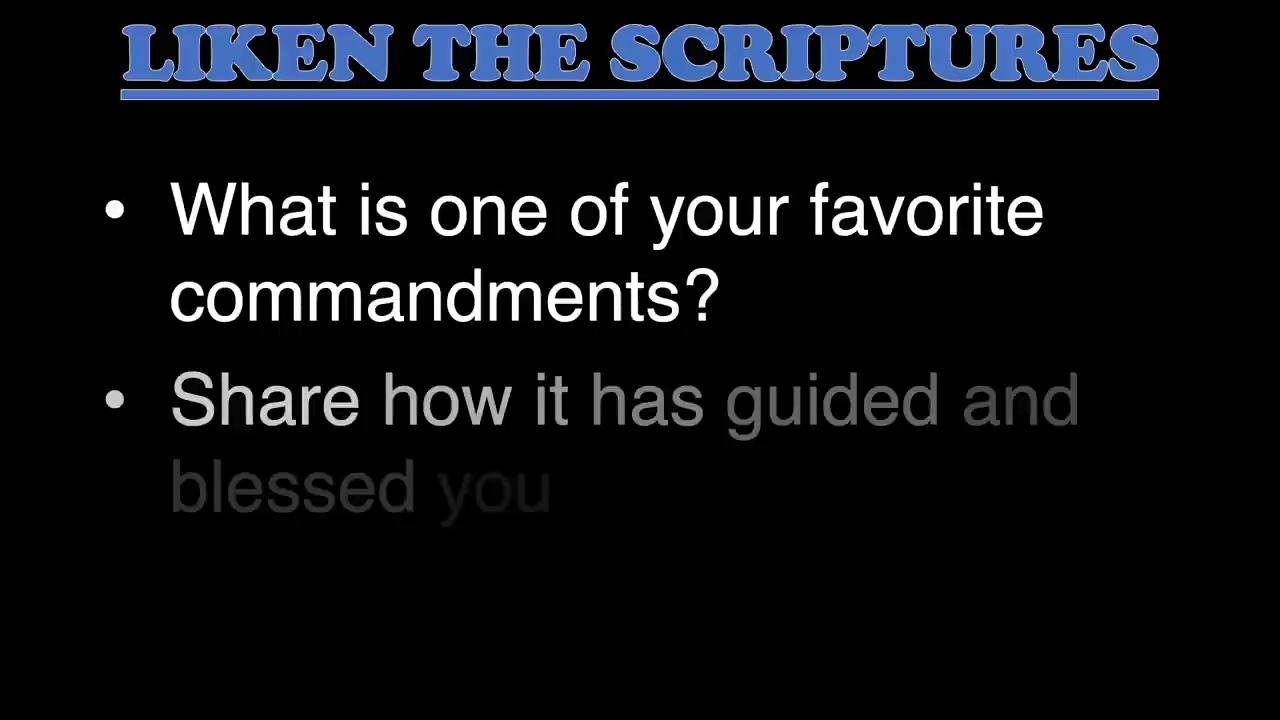 LIKEN THE SCRIPTURES
• What is one of your favorite
commandments?
• Share how it has guided and
blessed you